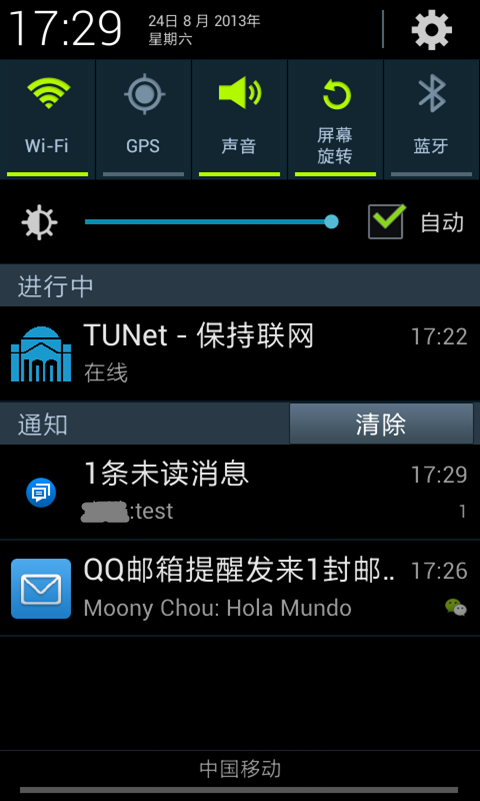 17:29
24日 8 月 2013年
星期六
Wi-Fi
GPS
声音
屏幕
旋转
蓝牙
自动
进行中
TUNet - 保持联网
17:22
在线
通知
清除
1条未读消息
17:29
:test
1
QQ邮箱提醒发来1封邮..
17:26
Moony Chou: Hola Mundo
中国移动